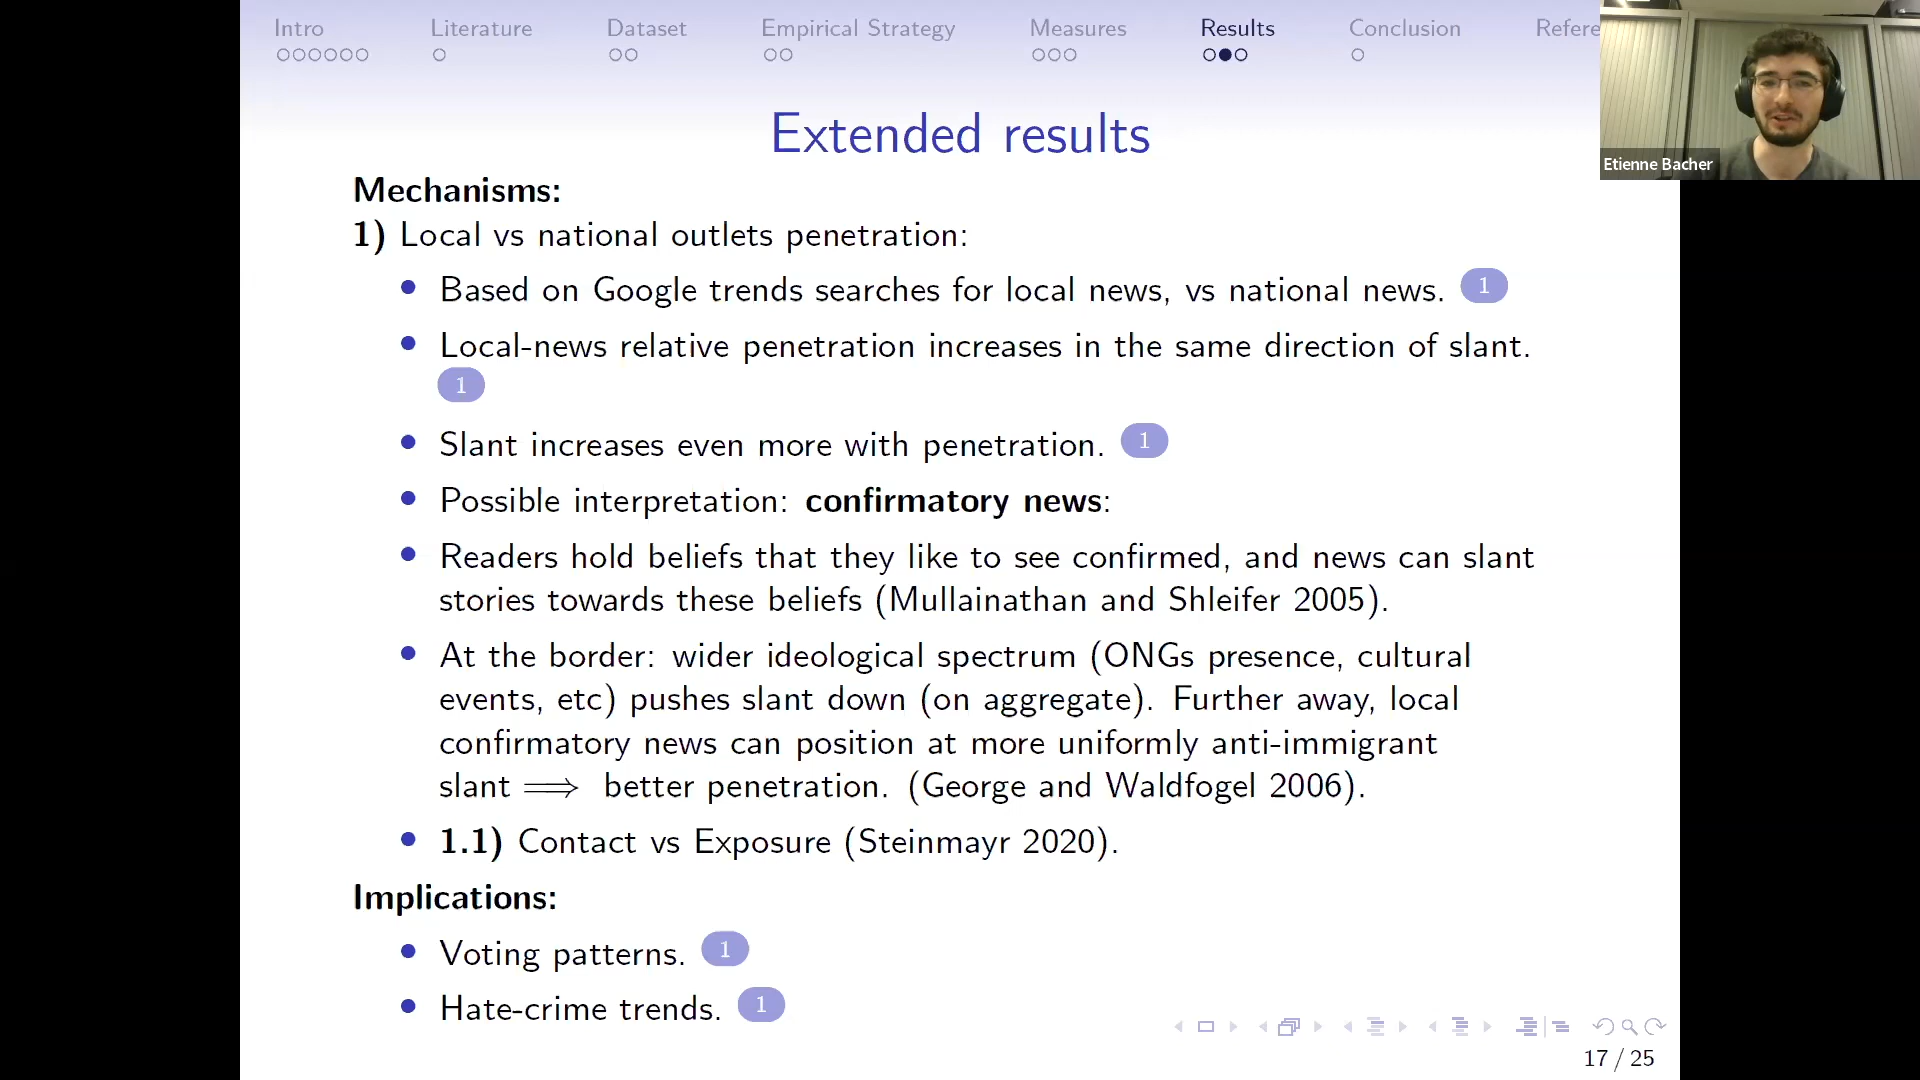 Intro Literature Dataset Empirical Strategy Measures Results Conclusion Refere
Etienne Bacher
Extended results
Mechanisms:
1) Local vs national outlets penetration:
Based on Google trends searches for local news, vs national news. 1
Local-news relative penetration increases in the same direction of slant.
1
Slant increases even more with penetration. 1
Possible interpretation: confirmatory news:
Readers hold beliefs that they like to see confirmed, and news can slant
stories towards these beliefs (Mullainathan and Shleifer 2005).
At the border: wider ideological spectrum (ONGs presence, cultural
events, etc) pushes slant down (on aggregate). Further away, local
confirmatory news can position at more uniformly anti-immigrant
slant ⟹ better penetration. (George and Waldfogel 2006).
1.1) Contact vs Exposure (Steinmayr 2020).
Implications:
Voting patterns. 1
Hate-crime trends. 1
17 / 25